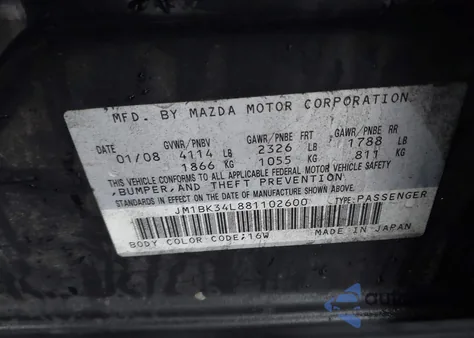 MFD. BY MAZDA MOTOR CORPORATION
DATE GVWR/PNBV GAWR/PNBE FRT GAWR/PNBE RR
01/08 4114 LB 2326 LB 1788 LB
1866 KG 1055 KG 811 KG
THIS VEHICLE CONFORMS TO ALL APPLICABLE FEDERAL MOTOR VEHICLE SAFETY
BUMPER, AND THEFT PREVENTION
STANDARDS IN EFFECT ON THE DATE OF MANUFACTURE SHOWN ABOVE.
JM1BK34L881102600 TYPE:PASSENGER
BODY COLOR CODE:16W MADE IN JAPAN